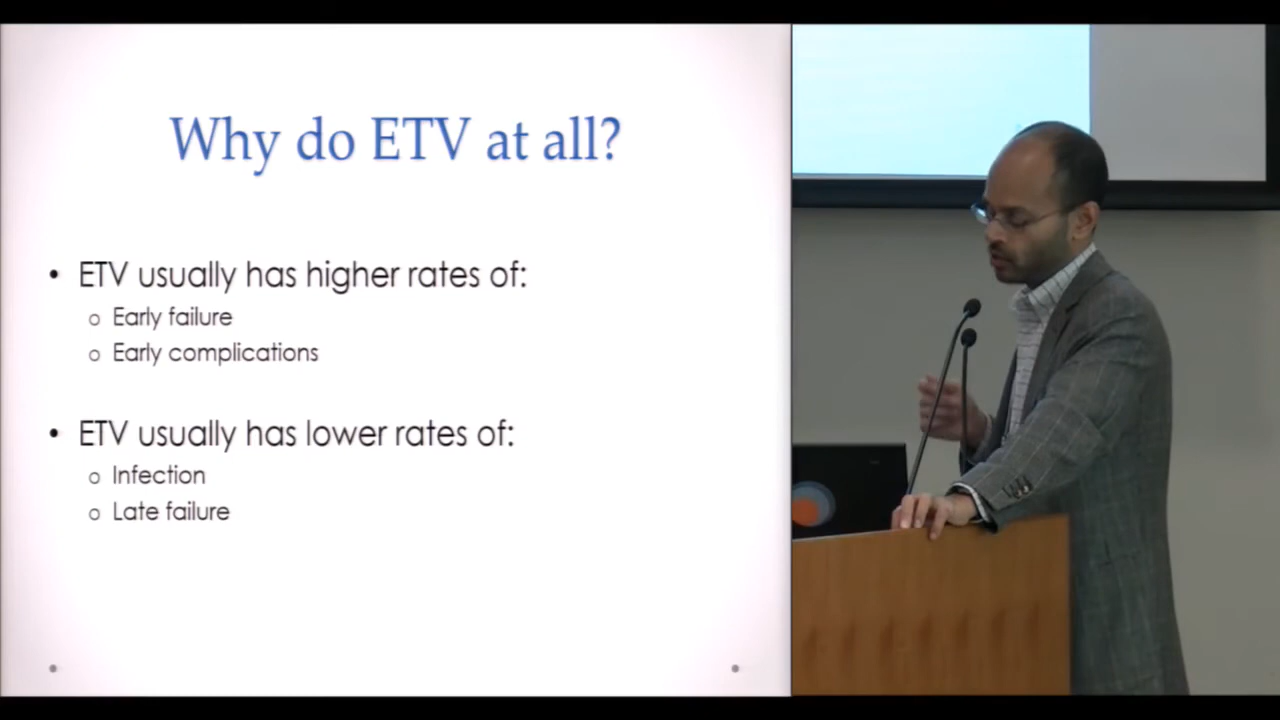 Why do ETV at all?
• ETV usually has higher rates of:
o Early failure
o Early complications
• ETV usually has lower rates of:
o Infection
o Late failure